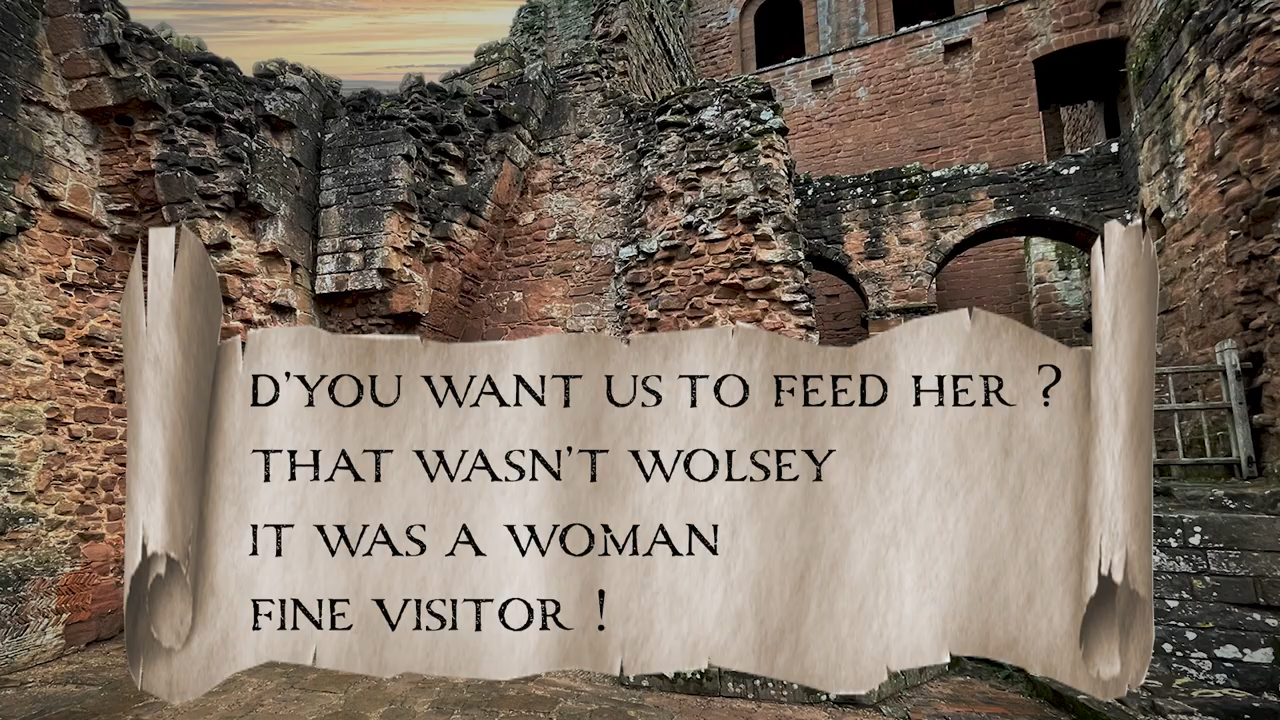 D'YOU WANT US TO FEED HER ?
THAT WASN'T WOLSEY
IT WAS A WOMAN
FINE VISITOR !